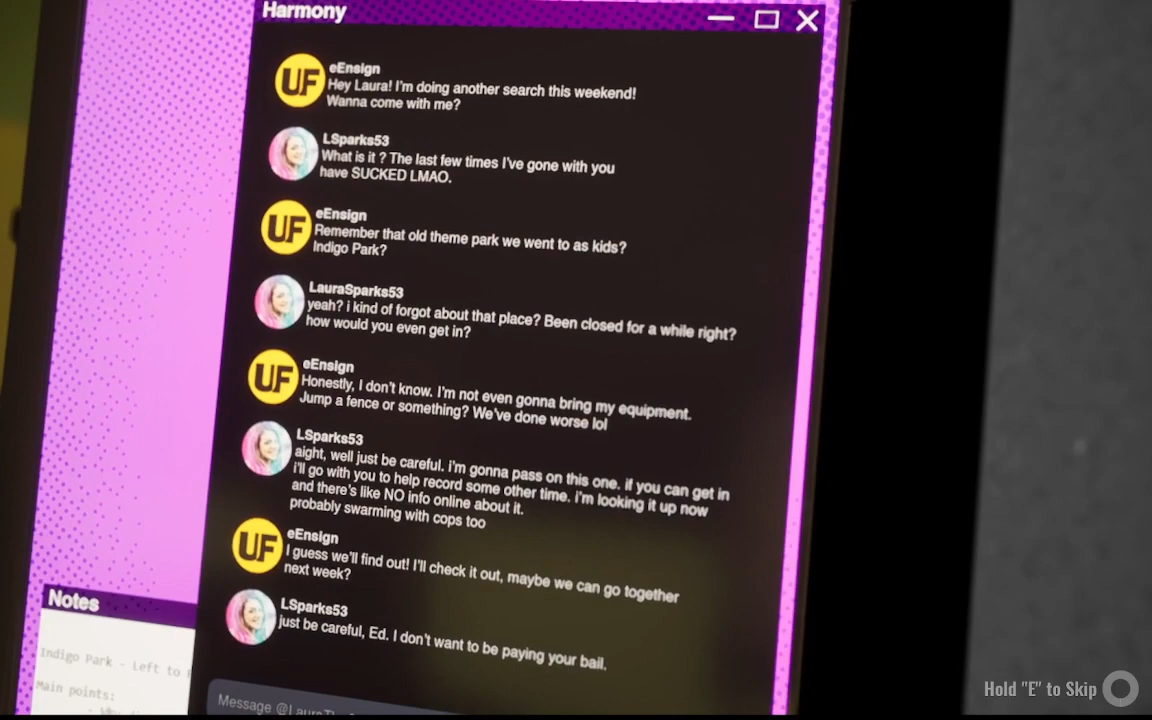 Harmony
eEnsign
Hey Laura! I'm doing another search this weekend!
Wanna come with me?
LSparks53
What is it ? The last few times I've gone with you
have SUCKED LMAO.
eEnsign
Remember that old theme park we went to as kids?
Indigo Park?
LauraSparks53
yeah? i kind of forgot about that place? Been closed for a while right?
how would you even get in?
eEnsign
Honestly, I don't know. I'm not even gonna bring my equipment.
Jump a fence or something? We've done worse lol
LSparks53
aight, well just be careful. i'm gonna pass on this one. if you can get in
i'll go with you to help record some other time. i'm looking it up now
and there's like NO info online about it.
probably swarming with cops too
eEnsign
I guess we'll find out! I'll check it out, maybe we can go together
next week?
LSparks53
just be careful, Ed. I don't want to be paying your bail.
Message
UF
UF
UF
UF
Notes
Indigo Park - Left to
Main points:
Hold "E" to Skip